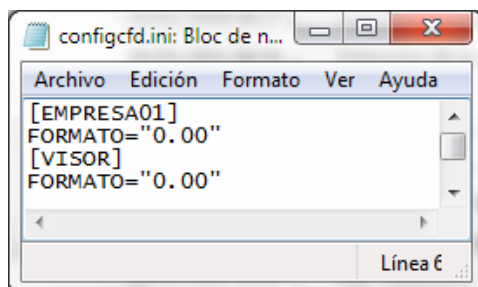 configcfd.ini: Bloc de n...
Archivo Edición Formato Ver Ayuda
[EMPRESA01]
FORMATO="0.00"
[VISOR]
FORMATO="0.00"
Línea 6